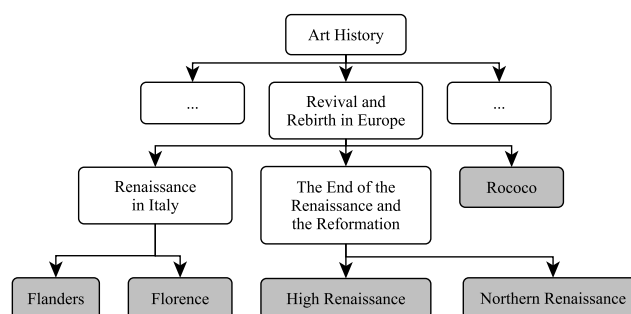 Art History
...
Revival and
Rebirth in Europe
...
Renaissance
in Italy
The End of the
Renaissance and
the Reformation
Rococo
Flanders
Florence
High Renaissance
Northern Renaissance